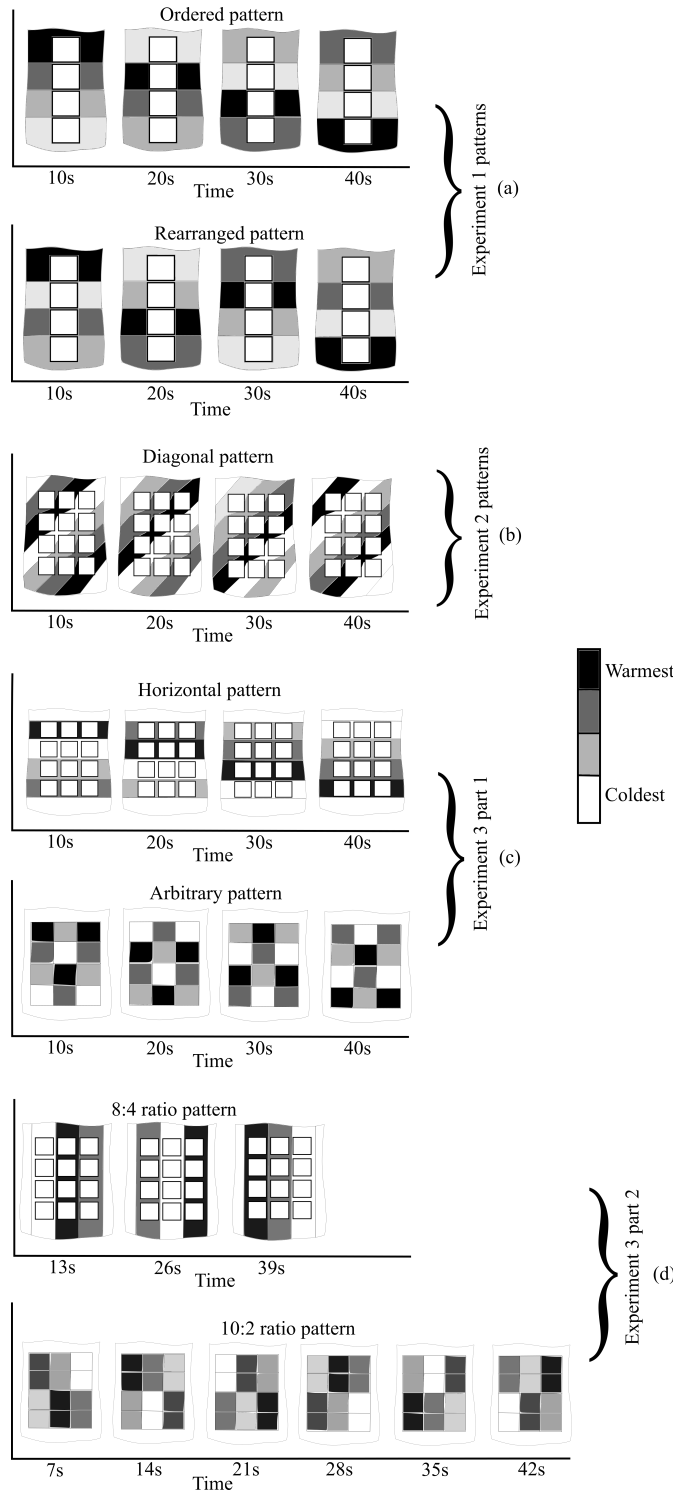 Ordered pattern
10s 20s 30s 40s
Time
Rearranged pattern
10s 20s 30s 40s
Time
Experiment 1 patterns
(a)
Diagonal pattern
10s 20s 30s 40s
Time
Experiment 2 patterns
(b)
Horizontal pattern
10s 20s 30s 40s
Time
Arbitrary pattern
10s 20s 30s 40s
Time
Experiment 3 part 1
(c)
Warmest
Coldest
8:4 ratio pattern
13s 26s 39s
Time
10:2 ratio pattern
7s 14s 21s 28s 35s 42s
Time
Experiment 3 part 2
(d)